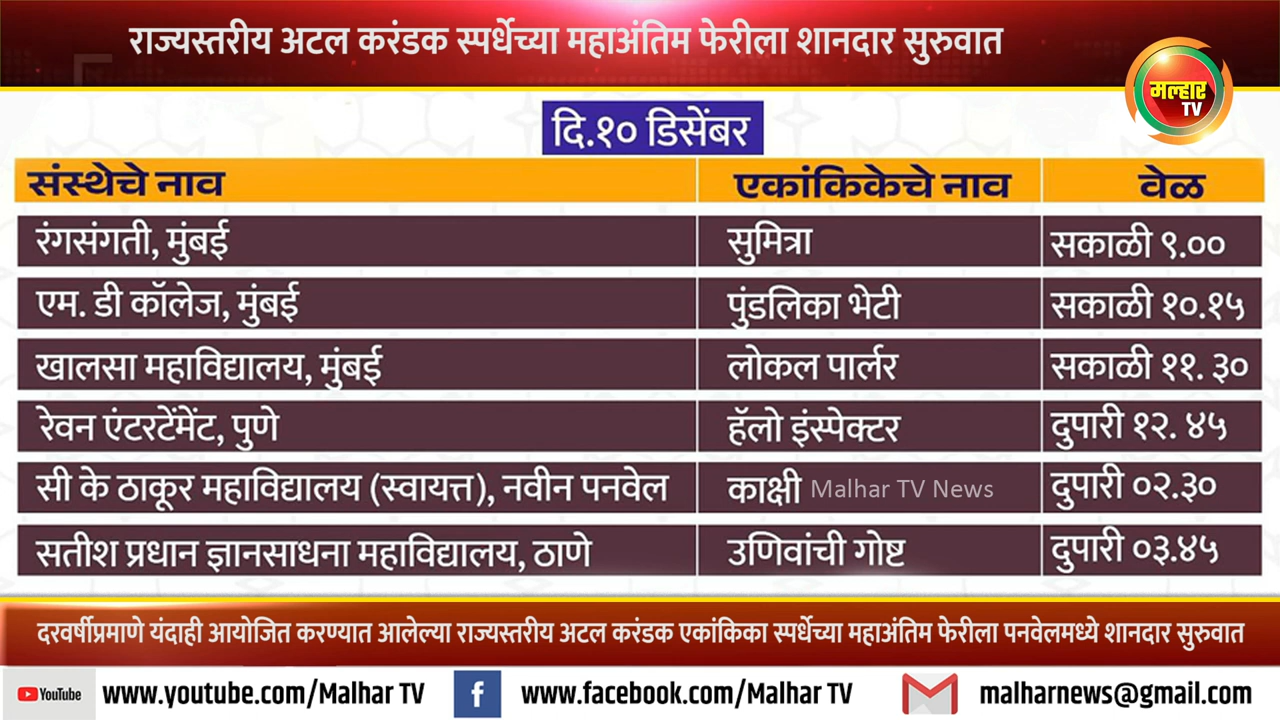 राज्यस्तरीय अटल करंडक स्पर्धेच्या महाअंतिम फेरीला शानदार सुरुवात
मल्हार
TV
दि.१० डिसेंबर
संस्थेचे नाव एकांकिकेचे नाव वेळ
रंगसंगती, मुंबई सुमित्रा सकाळी ९.००
एम. डी कॉलेज, मुंबई पुंडलिका भेटी सकाळी १०.१५
खालसा महाविद्यालय, मुंबई लोकल पार्लर सकाळी ११. ३०
रेवन एंटरटेंमेंट, पुणे हॅलो इंस्पेक्टर दुपारी १२. ४५
सी के ठाकूर महाविद्यालय (स्वायत्त), नवीन पनवेल काक्षी Malhar TV News दुपारी ०२.३०
सतीश प्रधान ज्ञानसाधना महाविद्यालय, ठाणे उणिवांची गोष्ट दुपारी ०३.४५
दरवर्षीप्रमाणे यंदाही आयोजित करण्यात आलेल्या राज्यस्तरीय अटल करंडक एकांकिका स्पर्धेच्या महाअंतिम फेरीला पनवेलमध्ये शानदार सुरुवात
YouTube www.youtube.com/Malhar TV f www.facebook.com/Malhar TV malharnews@gmail.com